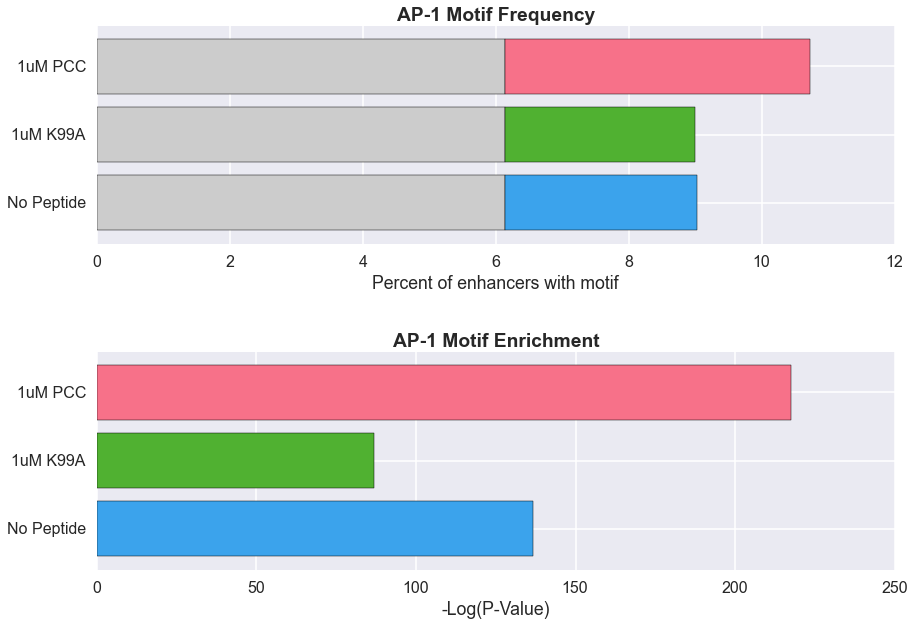 AP-1 Motif Frequency
1uM PCC
1uM K99A
No Peptide
0 2 4 6 8 10 12
Percent of enhancers with motif
AP-1 Motif Enrichment
1uM PCC
1uM K99A
No Peptide
0 50 100 150 200 250
-Log(P-Value)